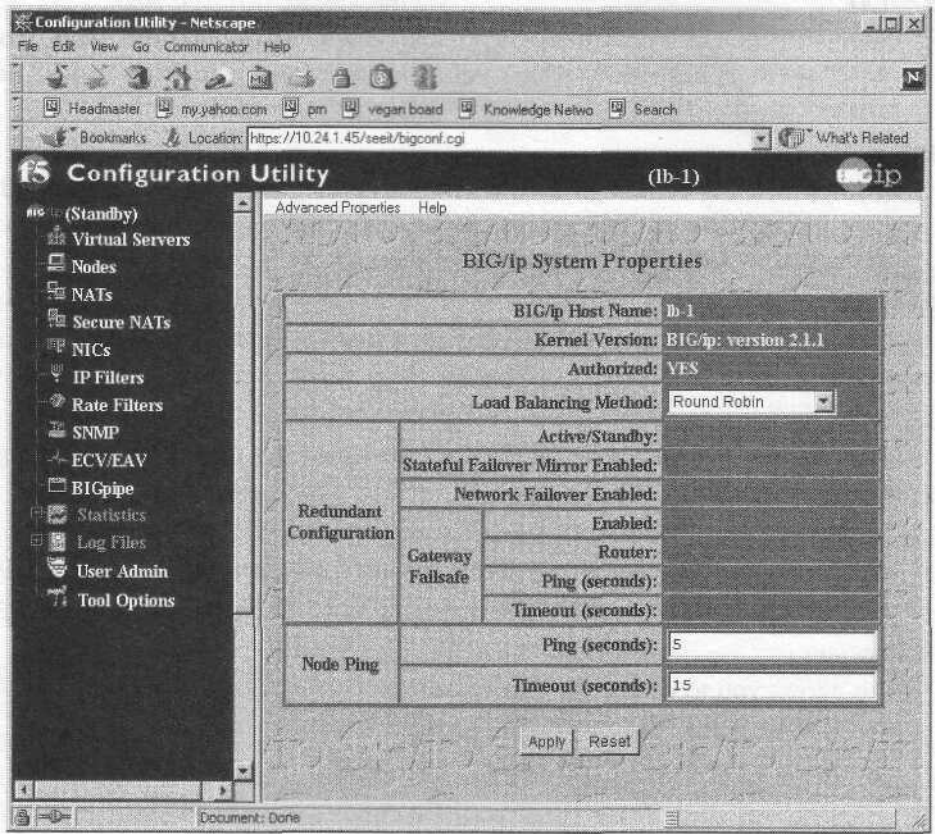 Configuration Utility - Netscape
File Edit View Go Communicator Help
Headmaster my.yahoo.com pm vegan board Knowledge Netwo Search
Bookmarks Location: https://10.24.1.45/seeit/bigconf.cgi What's Related
f5 Configuration Utility (lb-1) ip
BIG ip (Standby)
Virtual Servers
Nodes
NATs
Secure NATs
NICs
IP Filters
Rate Filters
SNMP
ECV/EAV
BIGpipe
Statistics
Log Files
User Admin
Tool Options
Advanced Properties Help
BIG/ip System Properties
BIG/ip Host Name: lb-1
Kernel Version: BIG/ip: version 2.1.1
Authorized: YES
Load Balancing Method: Round Robin
Redundant Configuration
Active/Standby:
Stateful Failover Mirror Enabled:
Network Failover Enabled:
Gateway Failsafe
Enabled:
Router:
Ping (seconds):
Timeout (seconds):
Node Ping
Ping (seconds): 5
Timeout (seconds): 15
Apply Reset
Document: Done